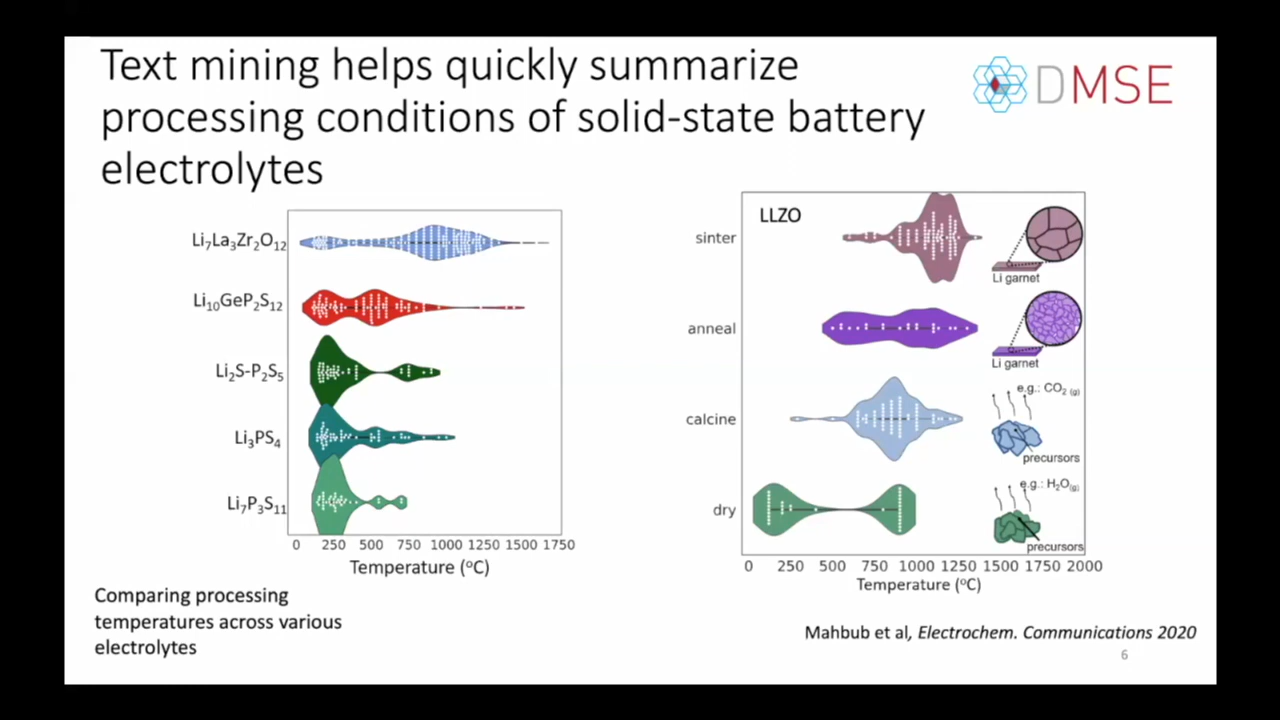 Text mining helps quickly summarize
processing conditions of solid-state battery
electrolytes
DMSE
Li₇La₃Zr₂O₁₂
Li₁₀GeP₂S₁₂
Li₂S-P₂S₅
Li₃PS₄
Li₇P₃S₁₁
0 250 500 750 1000 1250 1500 1750
Temperature (°C)
Comparing processing
temperatures across various
electrolytes
LLZO
sinter
Li garnet
anneal
Li garnet
e.g.: CO₂ (g)
calcine
precursors
e.g.: H₂O(g)
dry
precursors
0 250 500 750 1000 1250 1500 1750 2000
Temperature (°C)
Mahbub et al, Electrochem. Communications 2020
6